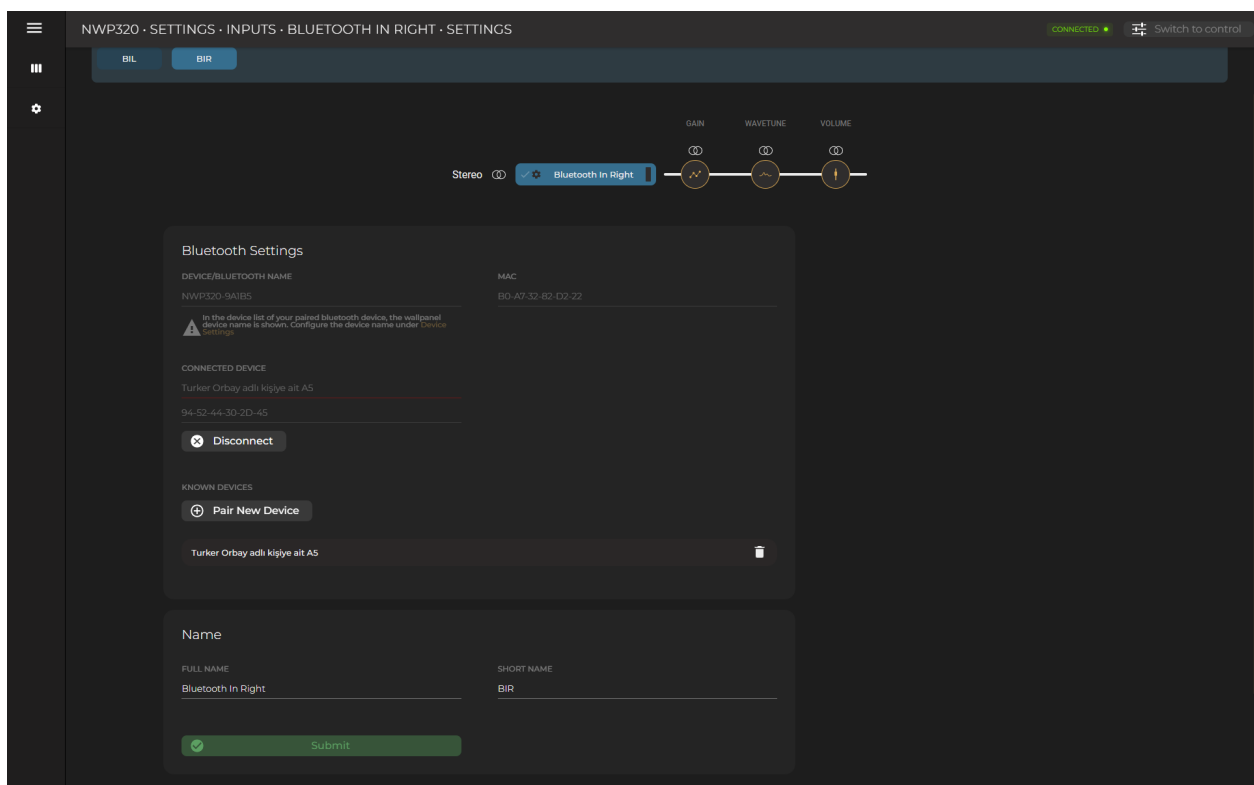 NWP320 • SETTINGS • INPUTS • BLUETOOTH IN RIGHT • SETTINGS
CONNECTED
Switch to control
BIL
BIR
GAIN
WAVETUNE
VOLUME
Stereo
Bluetooth In Right
Bluetooth Settings
DEVICE/BLUETOOTH NAME
MAC
NWP320-9A1B5
B0-A7-32-82-D2-22
In the device list of your paired bluetooth device, the wallpanel
device name is shown. Configure the device name under Device
Settings
CONNECTED DEVICE
Turker Orbay adlı kişiye ait A5
94-52-44-30-2D-45
Disconnect
KNOWN DEVICES
Pair New Device
Turker Orbay adlı kişiye ait A5
Name
FULL NAME
SHORT NAME
Bluetooth In Right
BIR
Submit